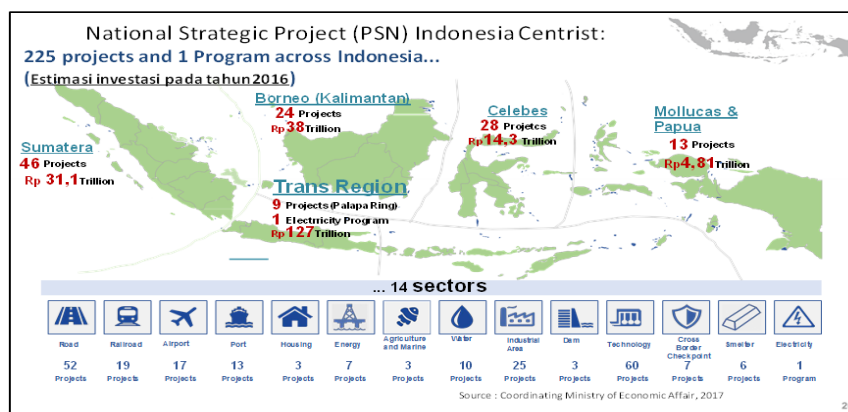 National Strategic Project (PSN) Indonesia Centrist:
225 projects and 1 Program across Indonesia...
(Estimasi investasi pada tahun 2016)
Borneo (Kalimantan)
24 Projects
Rp 38 Trillion
Celebes
28 Projetcs
Rp 14,3 Trillion
Mollucas &
Papua
13 Projects
Rp4,81 Trillion
Sumatera
46 Projects
Rp 31,1 Trillion
Trans Region
9 Projects (Palapa Ring)
1 Electricity Program
Rp127 Trillion
... 14 sectors
Road
52
Projects
Railroad
19
Projects
Airport
17
Projects
Port
13
Projects
Housing
3
Projects
Energy
7
Projects
Agriculture
and Marine
3
Projects
Water
10
Projects
Industrial
Area
25
Projects
Dam
3
Projects
Technology
60
Projects
Cross
Border
Checkpoint
7
Projects
Smelter
6
Projects
Electricity
1
Program
Source : Coordinating Ministry of Economic Affair, 2017
2